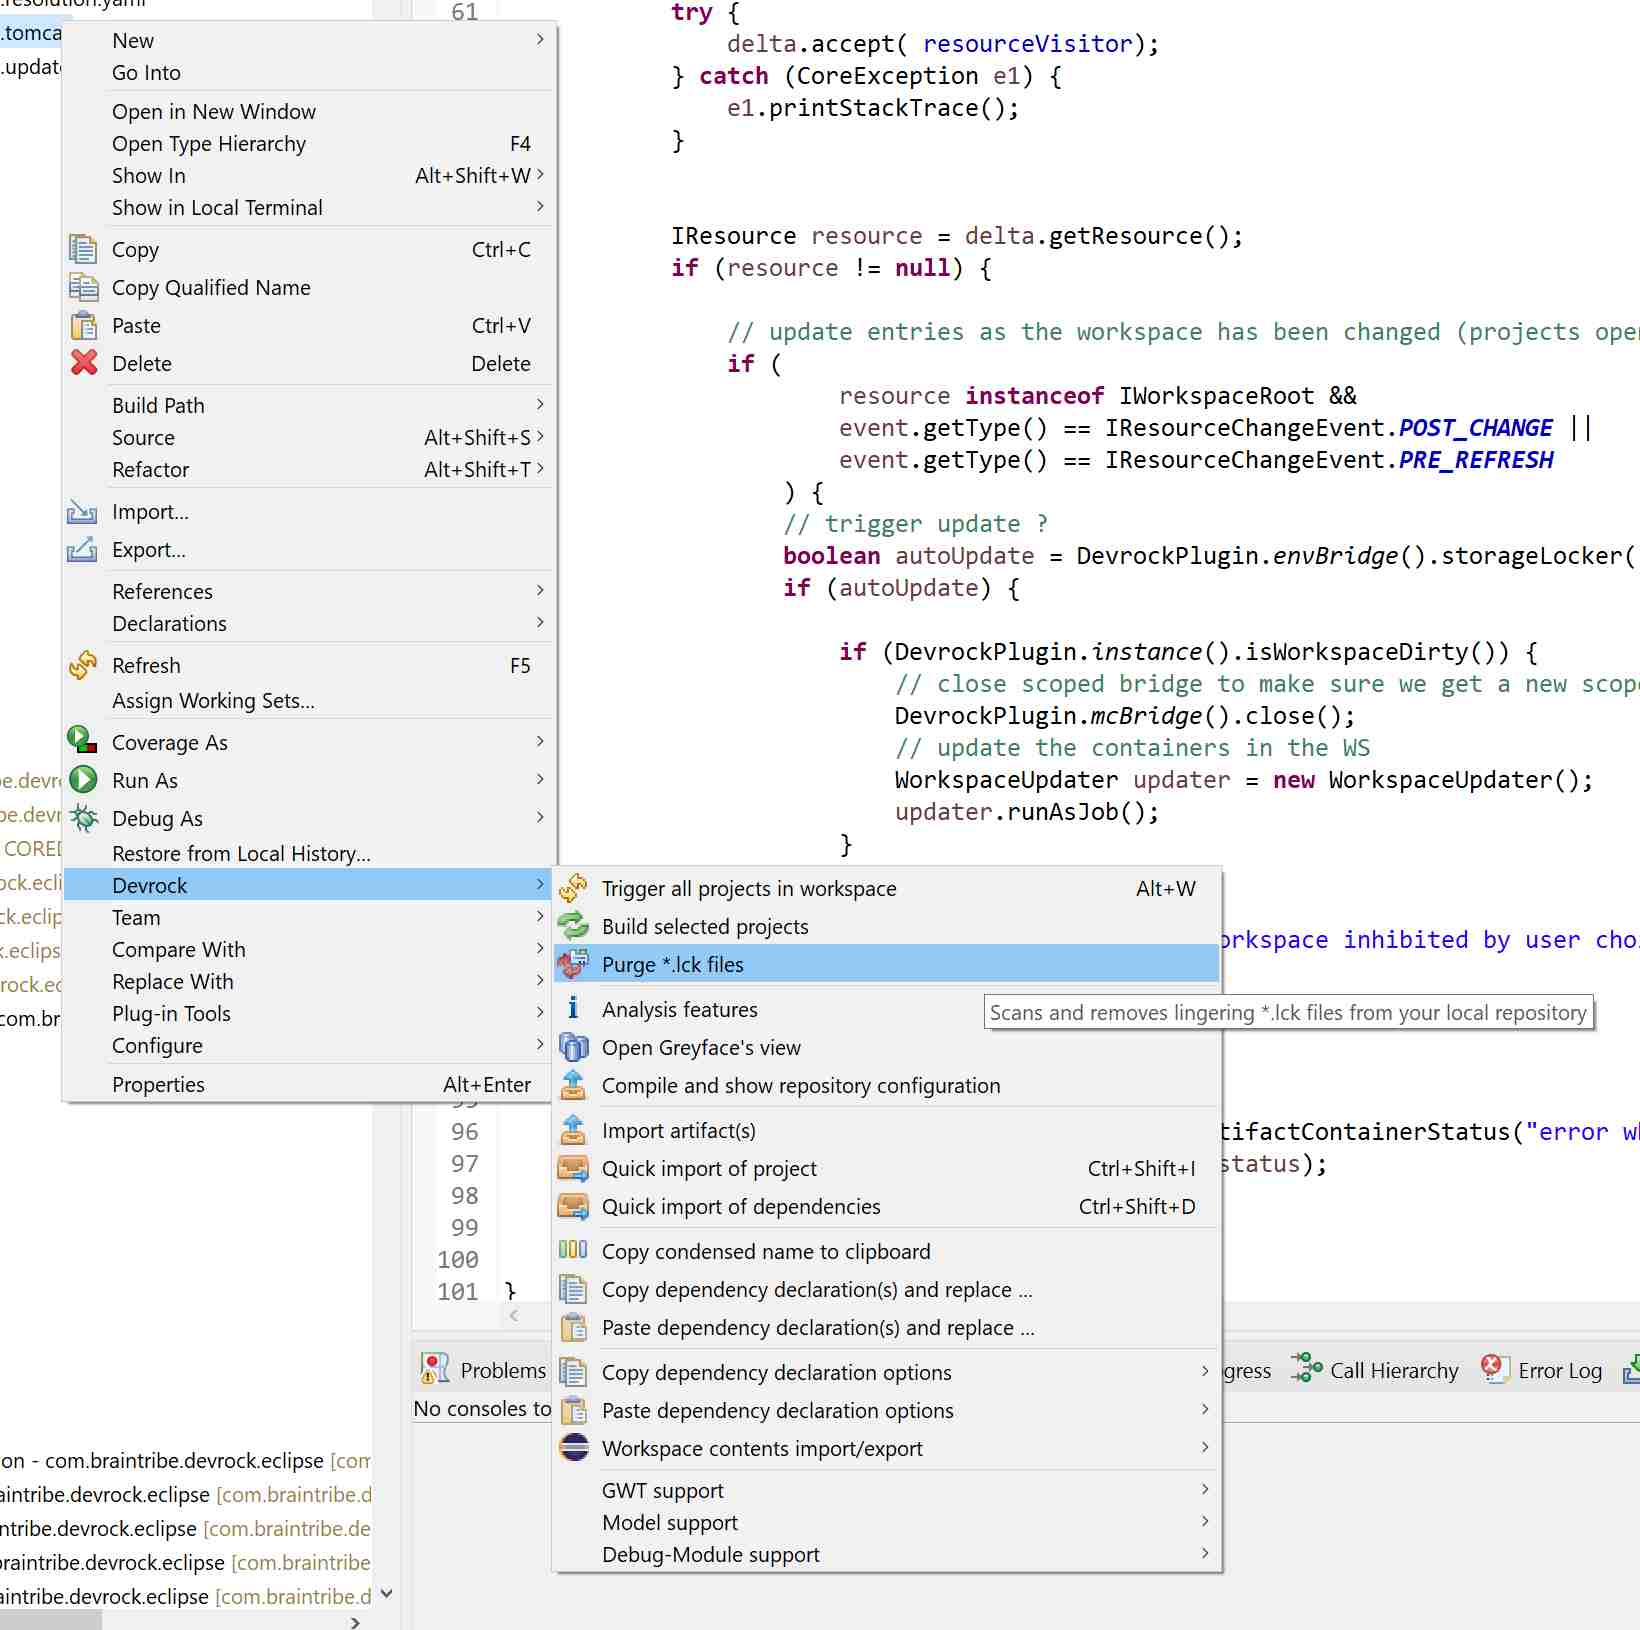 .resolution.yaml
.tomca
.updat
New
Go Into
Open in New Window
Open Type Hierarchy F4
Show In Alt+Shift+W
Show in Local Terminal
Copy Ctrl+C
Copy Qualified Name
Paste Ctrl+V
Delete Delete
Build Path
Source Alt+Shift+S
Refactor Alt+Shift+T
Import...
Export...
References
Declarations
Refresh F5
Assign Working Sets...
Coverage As
Run As
Debug As
Restore from Local History...
Devrock
Team
Compare With
Replace With
Plug-in Tools
Configure
Properties Alt+Enter
Trigger all projects in workspace Alt+W
Build selected projects
Purge *.lck files
Analysis features
Open Greyface's view
Compile and show repository configuration
Import artifact(s)
Quick import of project Ctrl+Shift+I
Quick import of dependencies Ctrl+Shift+D
Copy condensed name to clipboard
Copy dependency declaration(s) and replace ...
Paste dependency declaration(s) and replace ...
Copy dependency declaration options
Paste dependency declaration options
Workspace contents import/export
GWT support
Model support
Debug-Module support
Scans and removes lingering *.lck files from your local repository
61 try {
delta.accept( resourceVisitor);
} catch (CoreException e1) {
e1.printStackTrace();
}
IResource resource = delta.getResource();
if (resource != null) {
// update entries as the workspace has been changed (projects ope
if (
resource instanceof IWorkspaceRoot &&
event.getType() == IResourceChangeEvent.POST_CHANGE ||
event.getType() == IResourceChangeEvent.PRE_REFRESH
) {
// trigger update ?
boolean autoUpdate = DevrockPlugin.envBridge().storageLocker(
if (autoUpdate) {
if (DevrockPlugin.instance().isWorkspaceDirty()) {
// close scoped bridge to make sure we get a new scop
DevrockPlugin.mcBridge().close();
// update the containers in the WS
WorkspaceUpdater updater = new WorkspaceUpdater();
updater.runAsJob();
}
orkspace inhibited by user choi
tifactContainerStatus("error wh
status);
96
97
98
99
100
101 }
be.devr
be.devr
CORE
ock.ecli
ck.eclip
k.eclips
rock.ec
com.br
Problems
gress
Call Hierarchy
Error Log
No consoles to
on - com.braintribe.devrock.eclipse [com
aintribe.devrock.eclipse [com.braintribe.d
ntribe.devrock.eclipse [com.braintribe.de
braintribe.devrock.eclipse [com.braintribe
aintribe.devrock.eclipse [com.braintribe.d